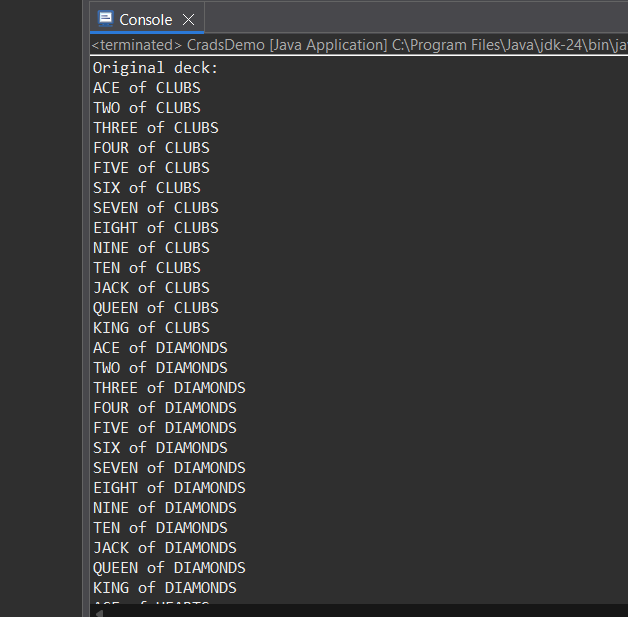 Console
<terminated> CradsDemo [Java Application] C:\Program Files\Java\jdk-24\bin\ja
Original deck:
ACE of CLUBS
TWO of CLUBS
THREE of CLUBS
FOUR of CLUBS
FIVE of CLUBS
SIX of CLUBS
SEVEN of CLUBS
EIGHT of CLUBS
NINE of CLUBS
TEN of CLUBS
JACK of CLUBS
QUEEN of CLUBS
KING of CLUBS
ACE of DIAMONDS
TWO of DIAMONDS
THREE of DIAMONDS
FOUR of DIAMONDS
FIVE of DIAMONDS
SIX of DIAMONDS
SEVEN of DIAMONDS
EIGHT of DIAMONDS
NINE of DIAMONDS
TEN of DIAMONDS
JACK of DIAMONDS
QUEEN of DIAMONDS
KING of DIAMONDS
ACE of HEARTS